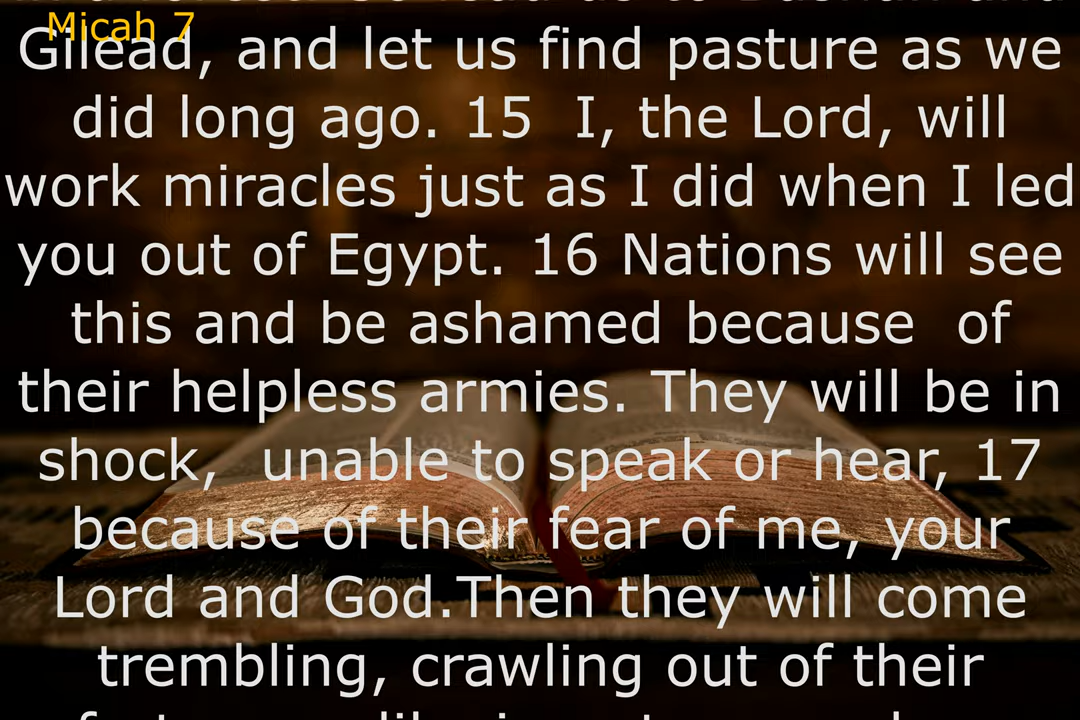 Micah 7
Gilead, and let us find pasture as we
did long ago. 15 I, the Lord, will
work miracles just as I did when I led
you out of Egypt. 16 Nations will see
this and be ashamed because of
their helpless armies. They will be in
shock, unable to speak or hear, 17
because of their fear of me, your
Lord and God.Then they will come
trembling, crawling out of their